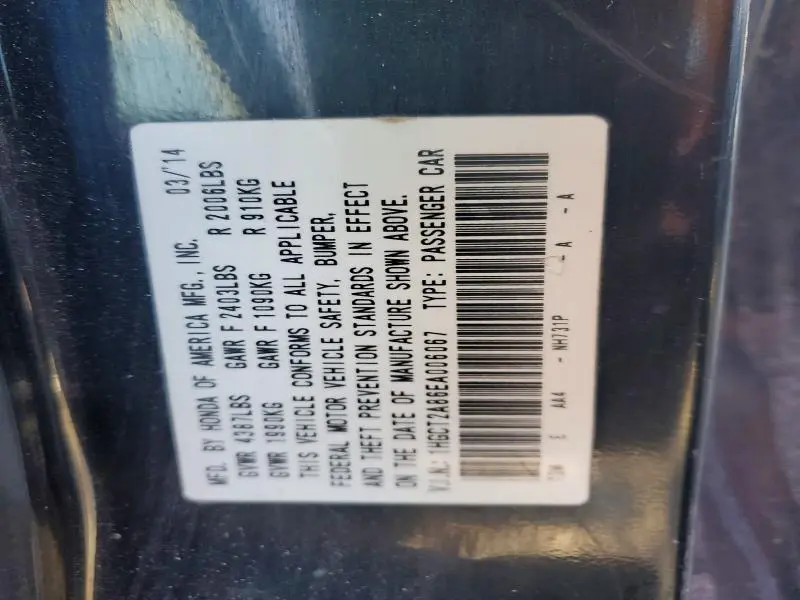 MFD. BY HONDA OF AMERICA MFG., INC. 03/'14
GVWR 4387LBS GAWR F 2403LBS R 2006LBS
GVWR 1990KG GAWR F 1090KG R 910KG
THIS VEHICLE CONFORMS TO ALL APPLICABLE
FEDERAL MOTOR VEHICLE SAFETY, BUMPER,
AND THEFT PREVENTION STANDARDS IN EFFECT
ON THE DATE OF MANUFACTURE SHOWN ABOVE.
V.I.N.: 1HGCT2A86EA006067 TYPE: PASSENGER CAR
E AA4 - NH731P A - A